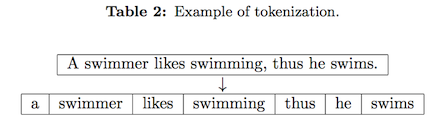 Table 2: Example of tokenization.
A swimmer likes swimming, thus he swims.
↓
a swimmer likes swimming thus he swims